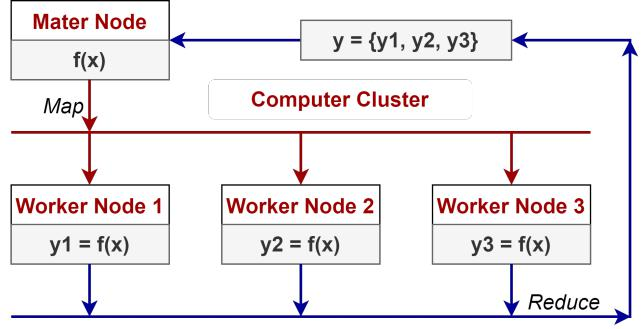 Mater Node
f(x)
y = {y1, y2, y3}
Map
Computer Cluster
Worker Node 1
y1 = f(x)
Worker Node 2
y2 = f(x)
Worker Node 3
y3 = f(x)
Reduce